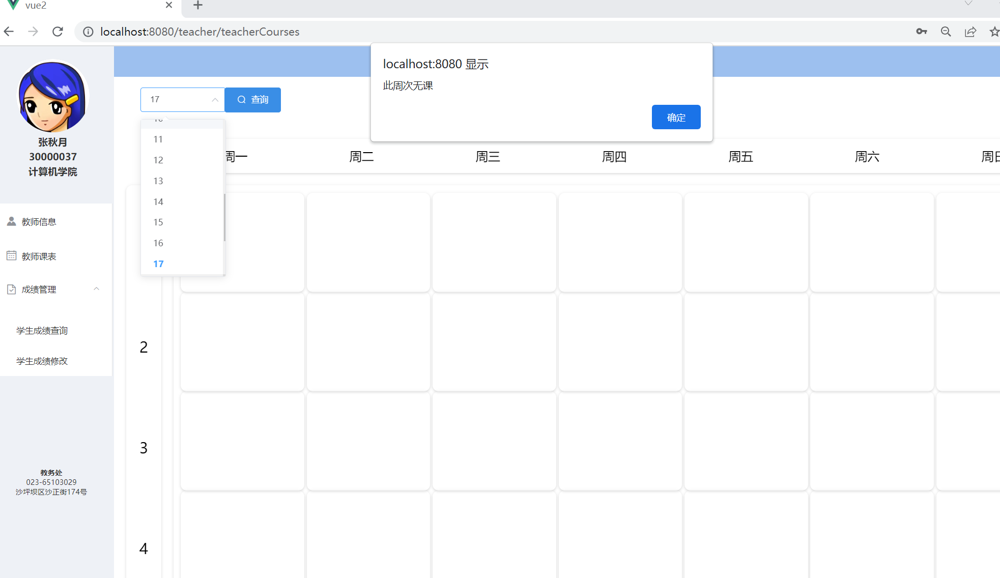 vue2
localhost:8080/teacher/teacherCourses
localhost:8080 显示
此周次无课
确定
张秋月
30000037
计算机学院
教师信息
教师课表
成绩管理
学生成绩查询
学生成绩修改
教务处
023-65103029
沙坪坝区沙正街174号
17
查询
11
12
13
14
15
16
17
周一
周二
周三
周四
周五
周六
周日
2
3
4